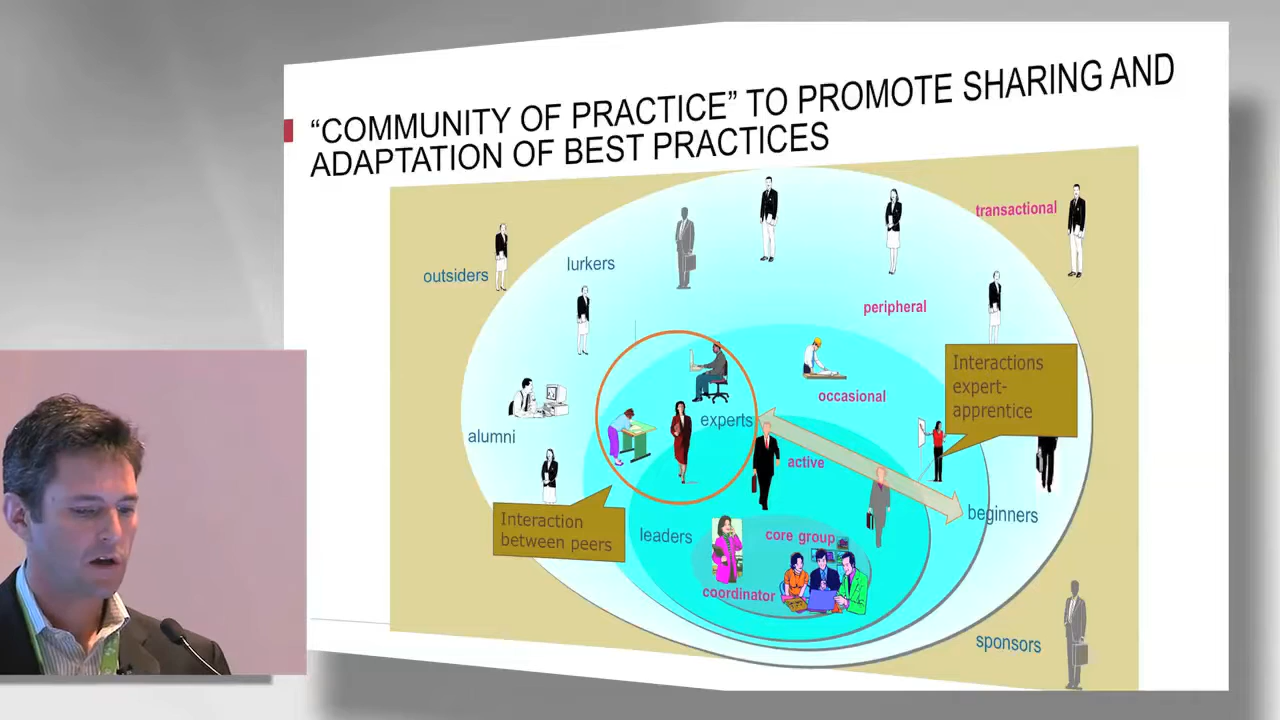 “COMMUNITY OF PRACTICE” TO PROMOTE SHARING AND
ADAPTATION OF BEST PRACTICES
transactional
outsiders
lurkers
peripheral
Interactions
expert-
apprentice
occasional
experts
alumni
active
beginners
Interaction
between peers
leaders
core group
coordinator
sponsors